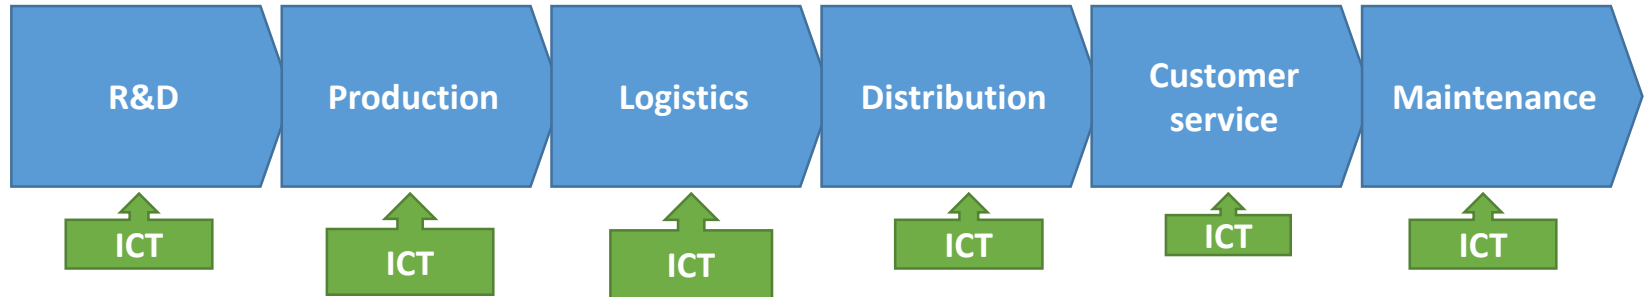 R&D
Production
Logistics
Distribution
Customer
service
Maintenance
ICT
ICT
ICT
ICT
ICT
ICT